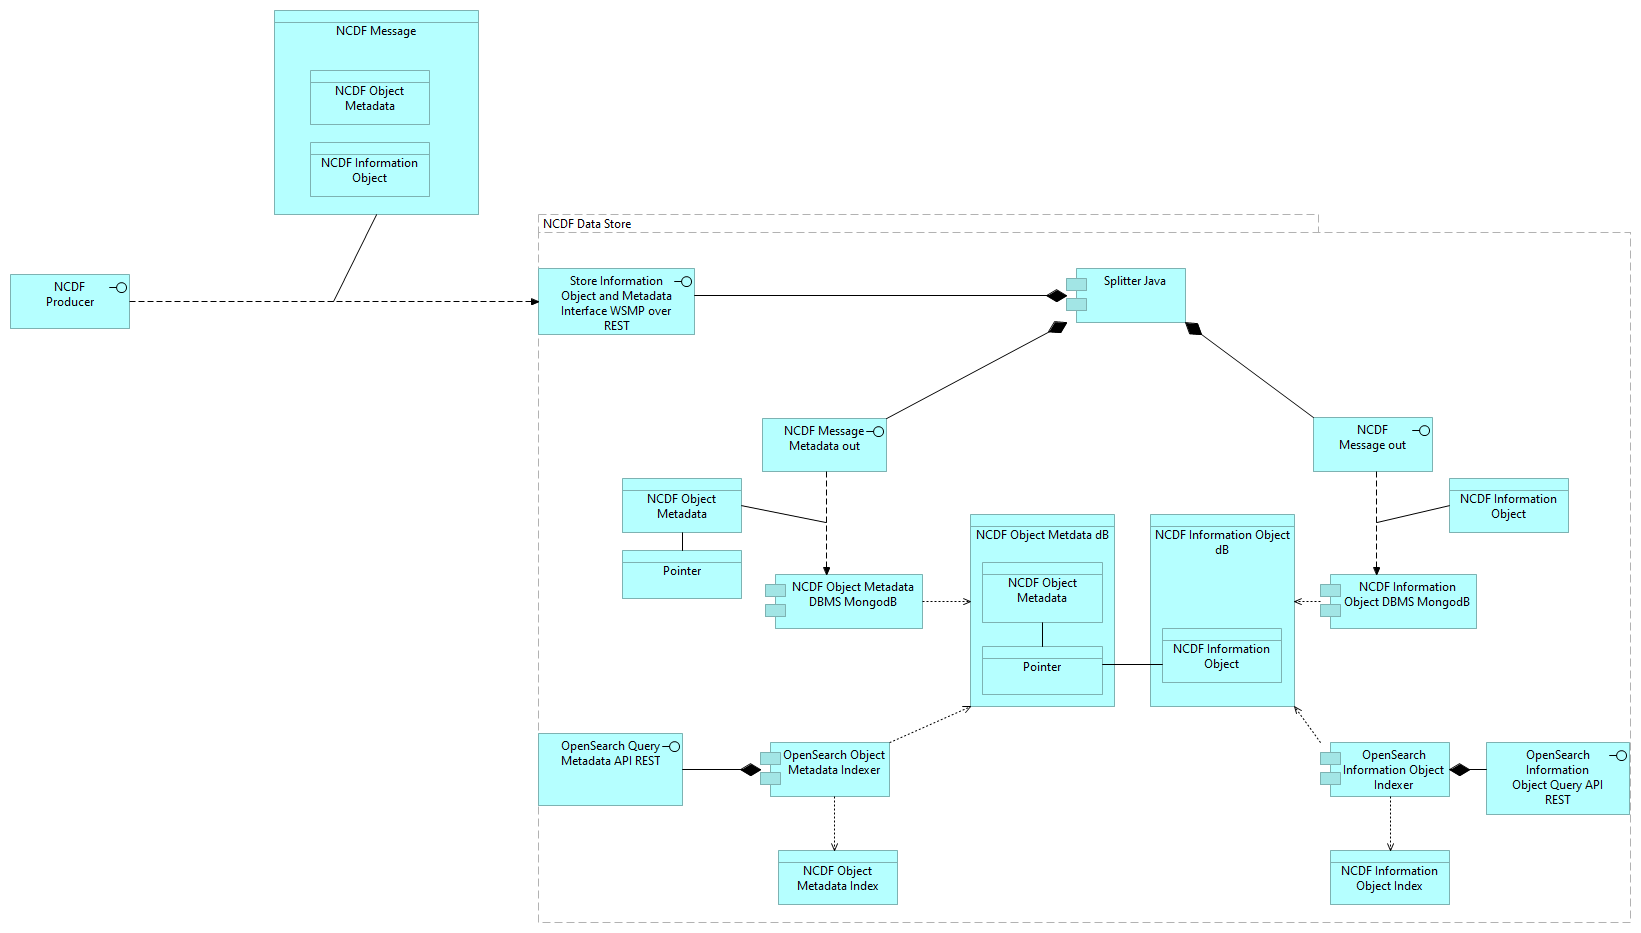 NCDF Message
NCDF Object
Metadata
NCDF Information
Object
NCDF Data Store
NCDF
Producer
Store Information
Object and Metadata
Interface WSMP over
REST
Splitter Java
NCDF Message
Metadata out
NCDF
Message out
NCDF Object
Metadata
Pointer
NCDF Information
Object
NCDF Object Metdata dB
NCDF Object
Metadata
Pointer
NCDF Information Object
dB
NCDF Information
Object
NCDF Object Metadata
DBMS MongodB
NCDF Information
Object DBMS MongodB
OpenSearch Query
Metadata API REST
OpenSearch Object
Metadata Indexer
OpenSearch
Information Object
Indexer
OpenSearch
Information
Object Query API
REST
NCDF Object
Metadata Index
NCDF Information
Object Index